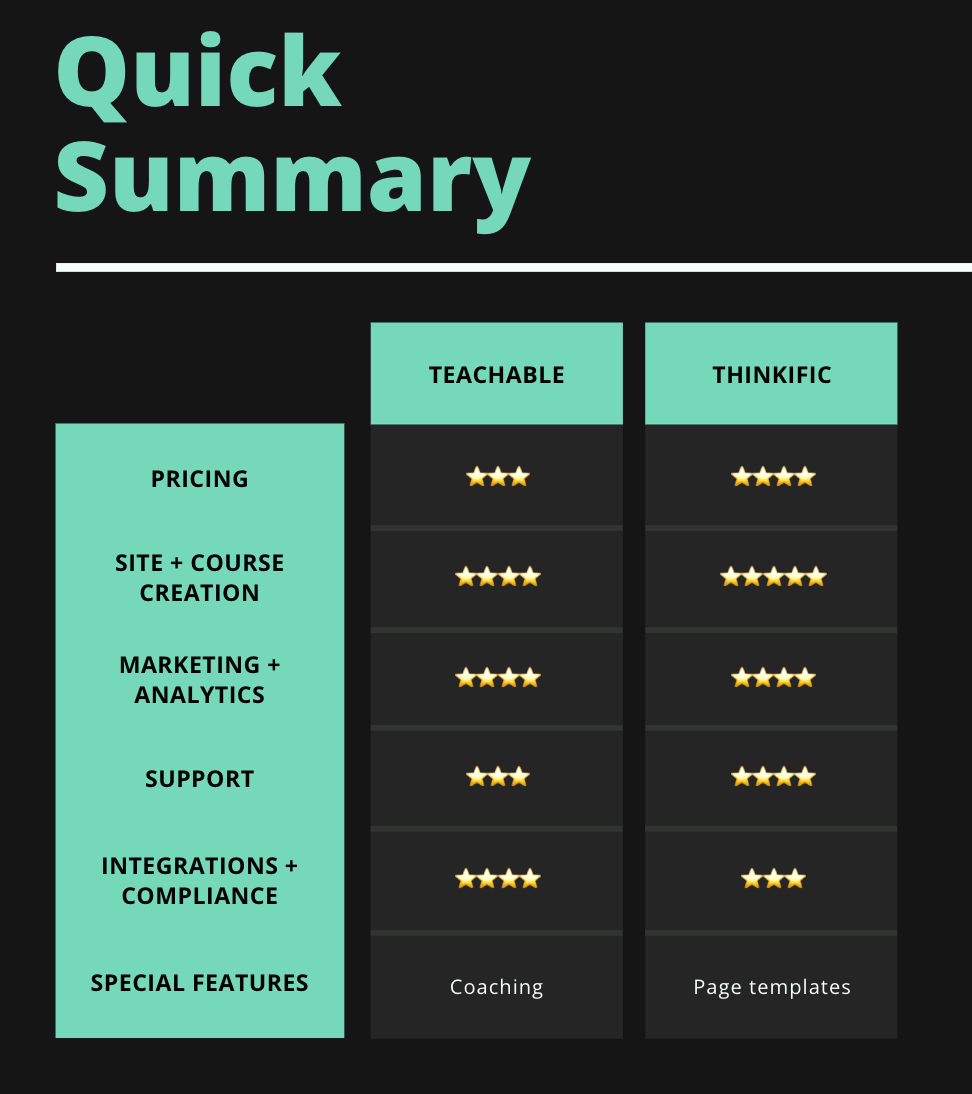 Quick
Summary
TEACHABLE
THINKIFIC
PRICING
⭐⭐⭐
⭐⭐⭐⭐
SITE + COURSE
CREATION
⭐⭐⭐⭐
⭐⭐⭐⭐⭐
MARKETING +
ANALYTICS
⭐⭐⭐⭐
⭐⭐⭐⭐
SUPPORT
⭐⭐⭐
⭐⭐⭐⭐
INTEGRATIONS +
COMPLIANCE
⭐⭐⭐⭐
⭐⭐⭐
SPECIAL FEATURES
Coaching
Page templates